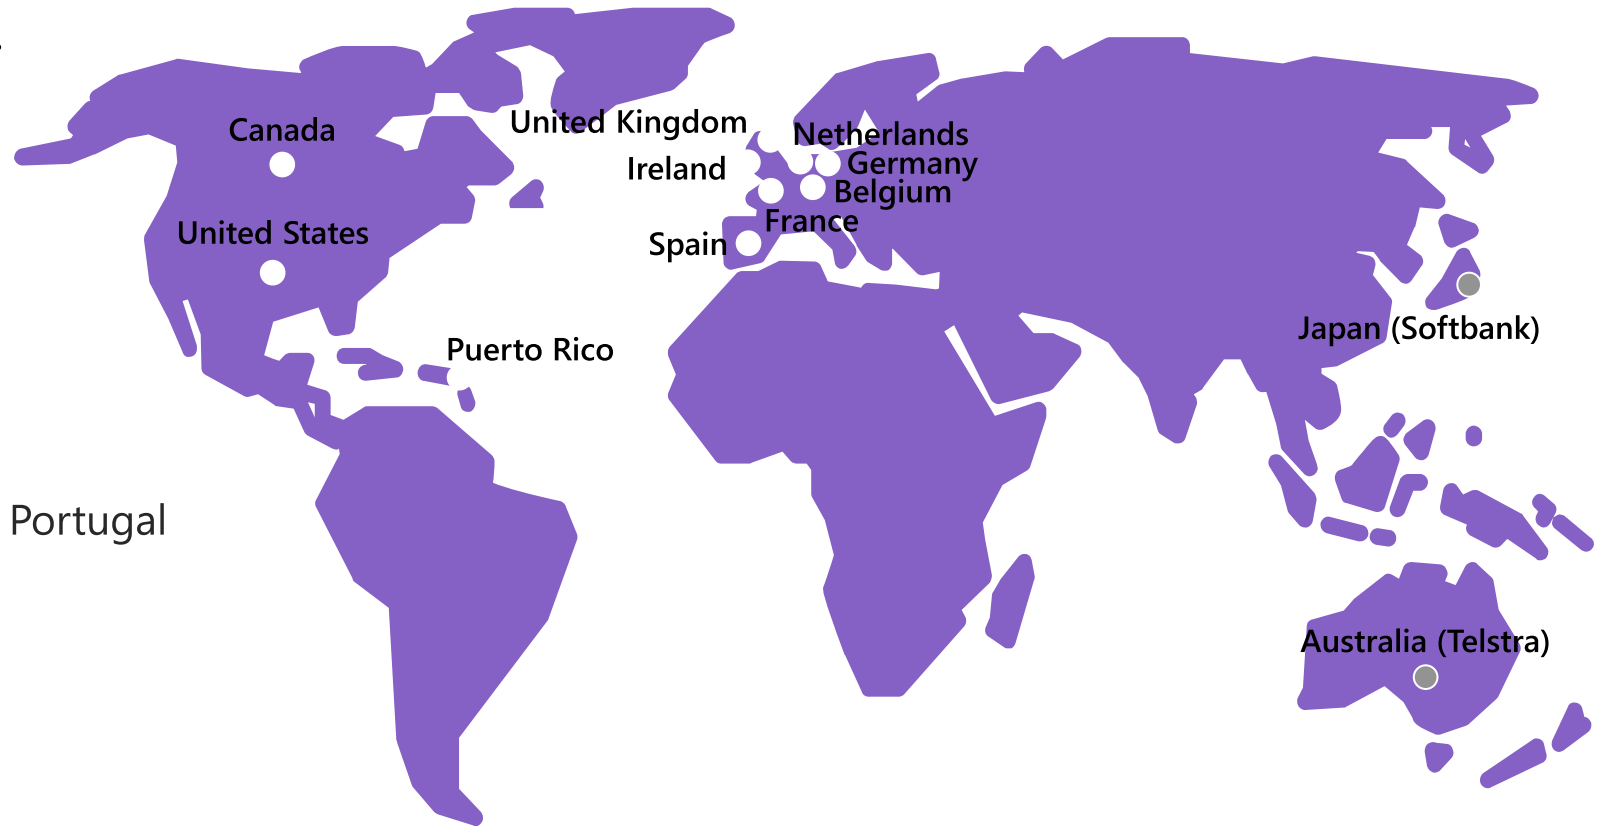 United Kingdom
Netherlands
Canada
Germany
Ireland
Belgium
France
United States
Spain
Japan (Softbank)
Puerto Rico
Portugal
Australia (Telstra)